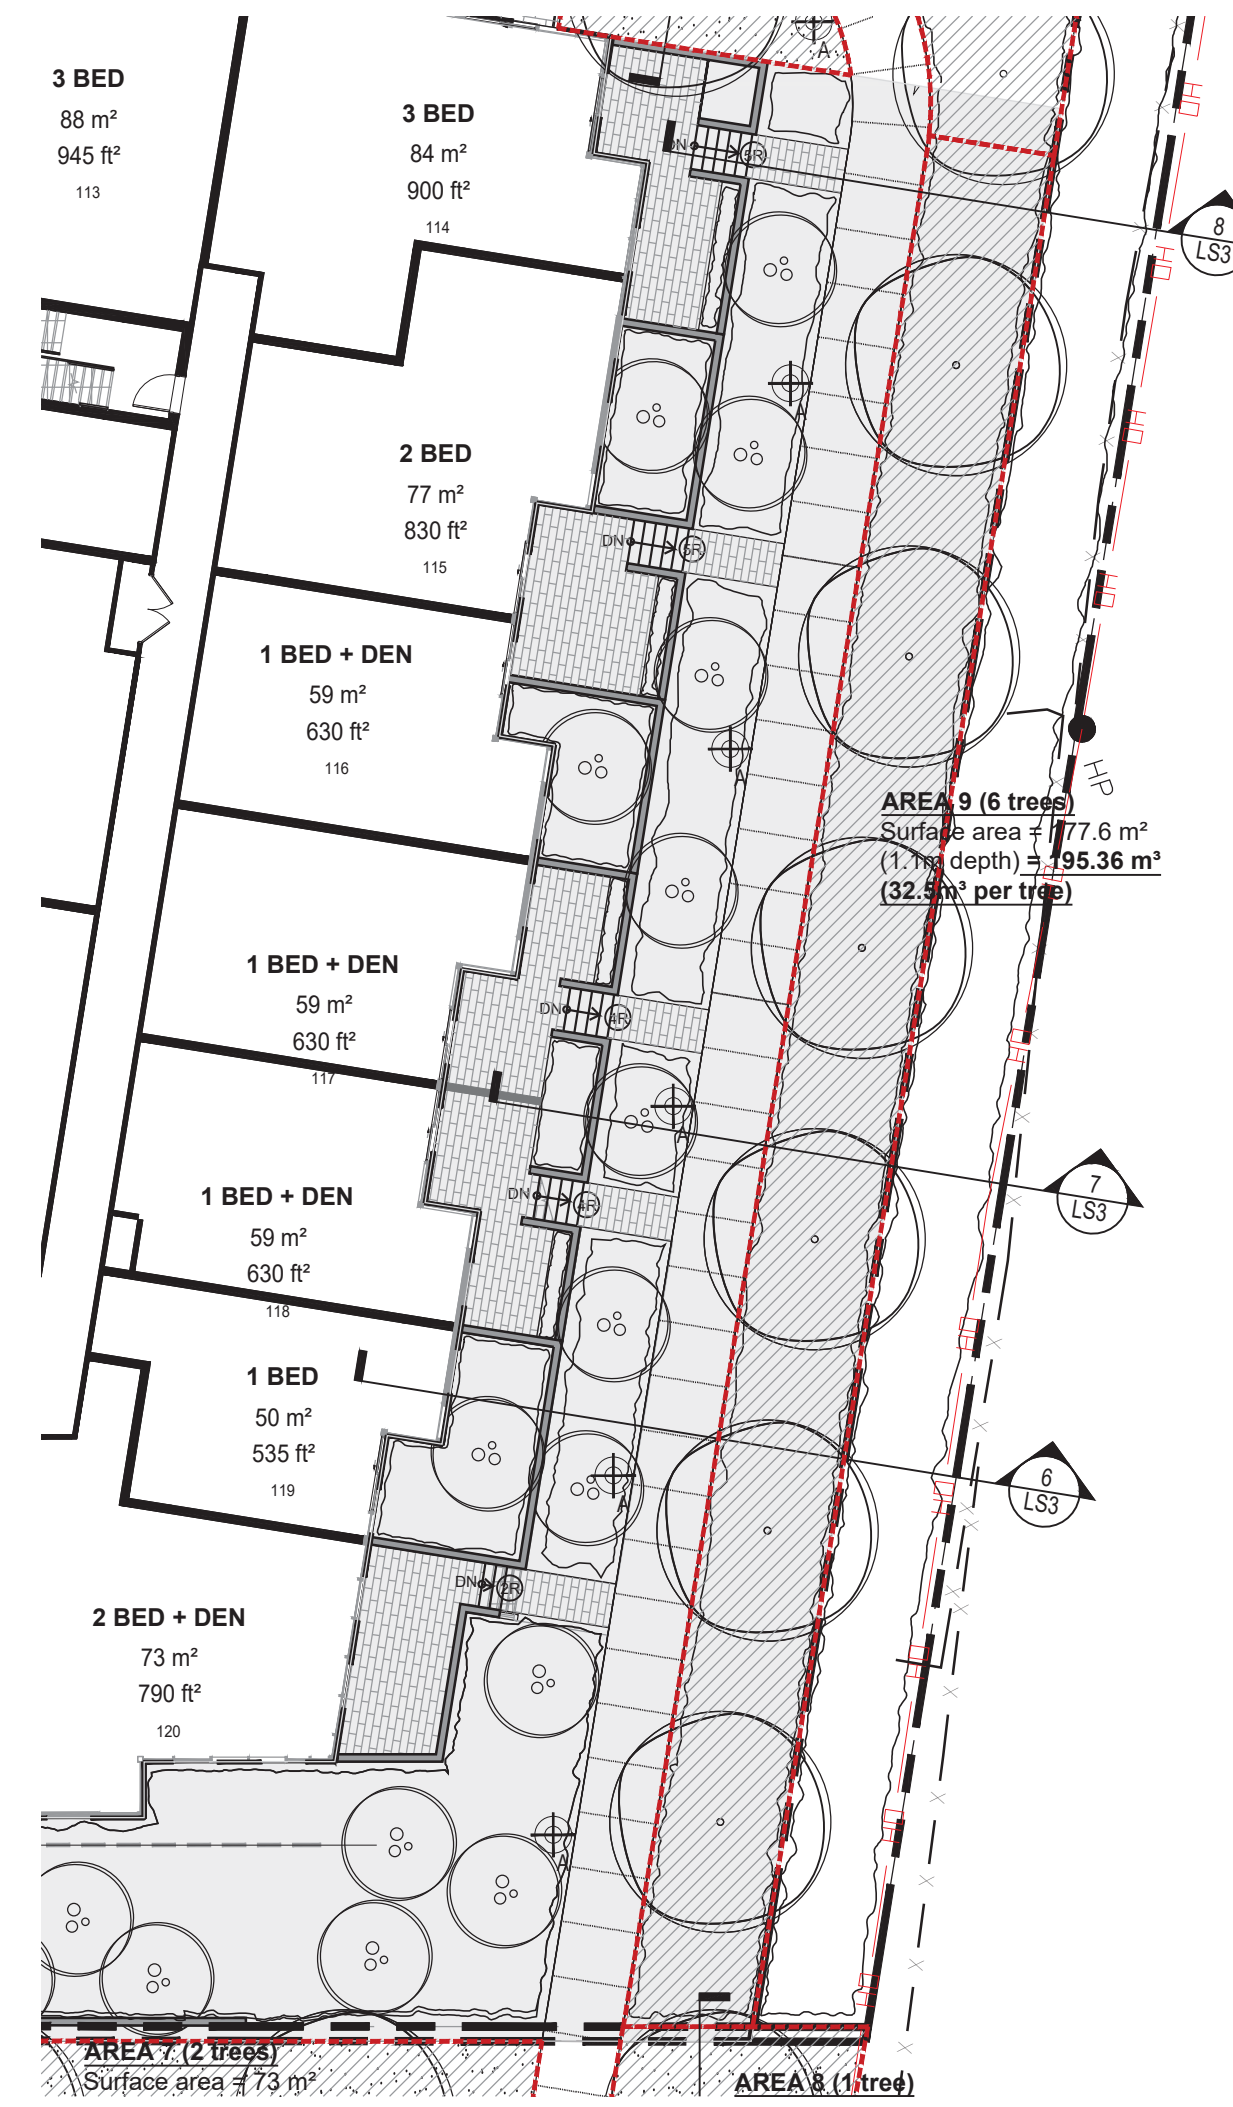 3 BED
88 m²
945 ft²
113
3 BED
84 m²
900 ft²
114
A
DN
5R
8
LS3
2 BED
77 m²
830 ft²
115
A
DN
5R
1 BED + DEN
59 m²
630 ft²
116
A
HP
AREA 9 (6 trees)
Surface area = 177.6 m²
(1.1m depth) = 195.36 m³
(32.5m³ per tree)
1 BED + DEN
59 m²
630 ft²
117
DN
4R
A
1 BED + DEN
59 m²
630 ft²
118
DN
4R
7
LS3
1 BED
50 m²
535 ft²
119
A
6
LS3
2 BED + DEN
73 m²
790 ft²
120
DN
2R
A
AREA 7 (2 trees)
Surface area = 73 m²
AREA 8 (1 tree)